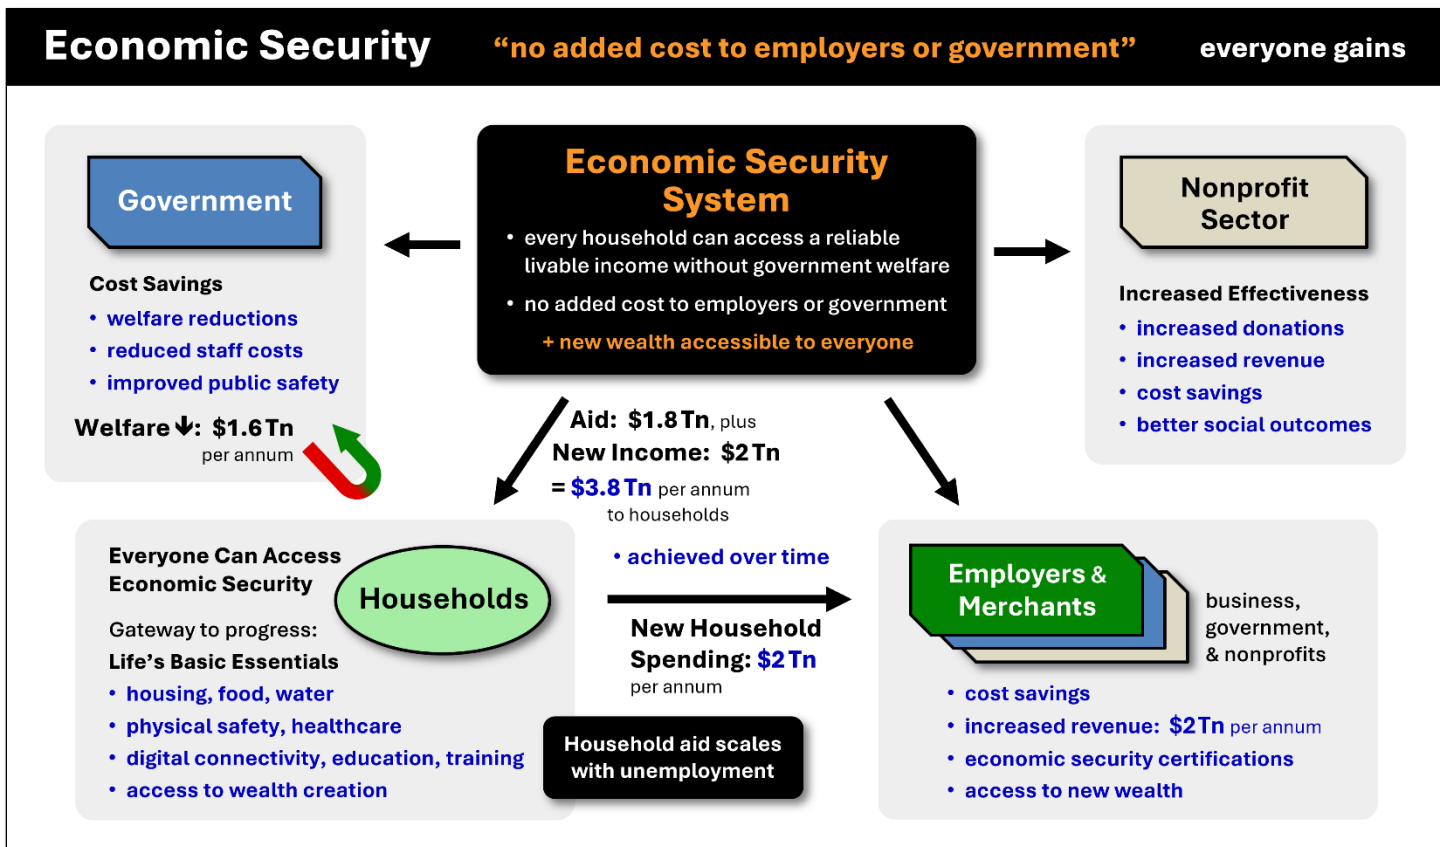 Economic Security
“no added cost to employers or government”
everyone gains
Government
Cost Savings
• welfare reductions
• reduced staff costs
• improved public safety
Welfare 🡻: $1.6 Tn
per annum
Economic Security
System
• every household can access a reliable
livable income without government welfare
• no added cost to employers or government
+ new wealth accessible to everyone
Nonprofit
Sector
Increased Effectiveness
• increased donations
• increased revenue
• cost savings
• better social outcomes
Aid: $1.8 Tn, plus
New Income: $2 Tn
= $3.8 Tn per annum
to households
• achieved over time
Everyone Can Access
Economic Security
Households
Gateway to progress:
Life’s Basic Essentials
• housing, food, water
• physical safety, healthcare
• digital connectivity, education, training
• access to wealth creation
New Household
Spending: $2 Tn
per annum
Household aid scales
with unemployment
Employers &
Merchants
business,
government,
& nonprofits
• cost savings
• increased revenue: $2 Tn per annum
• economic security certifications
• access to new wealth